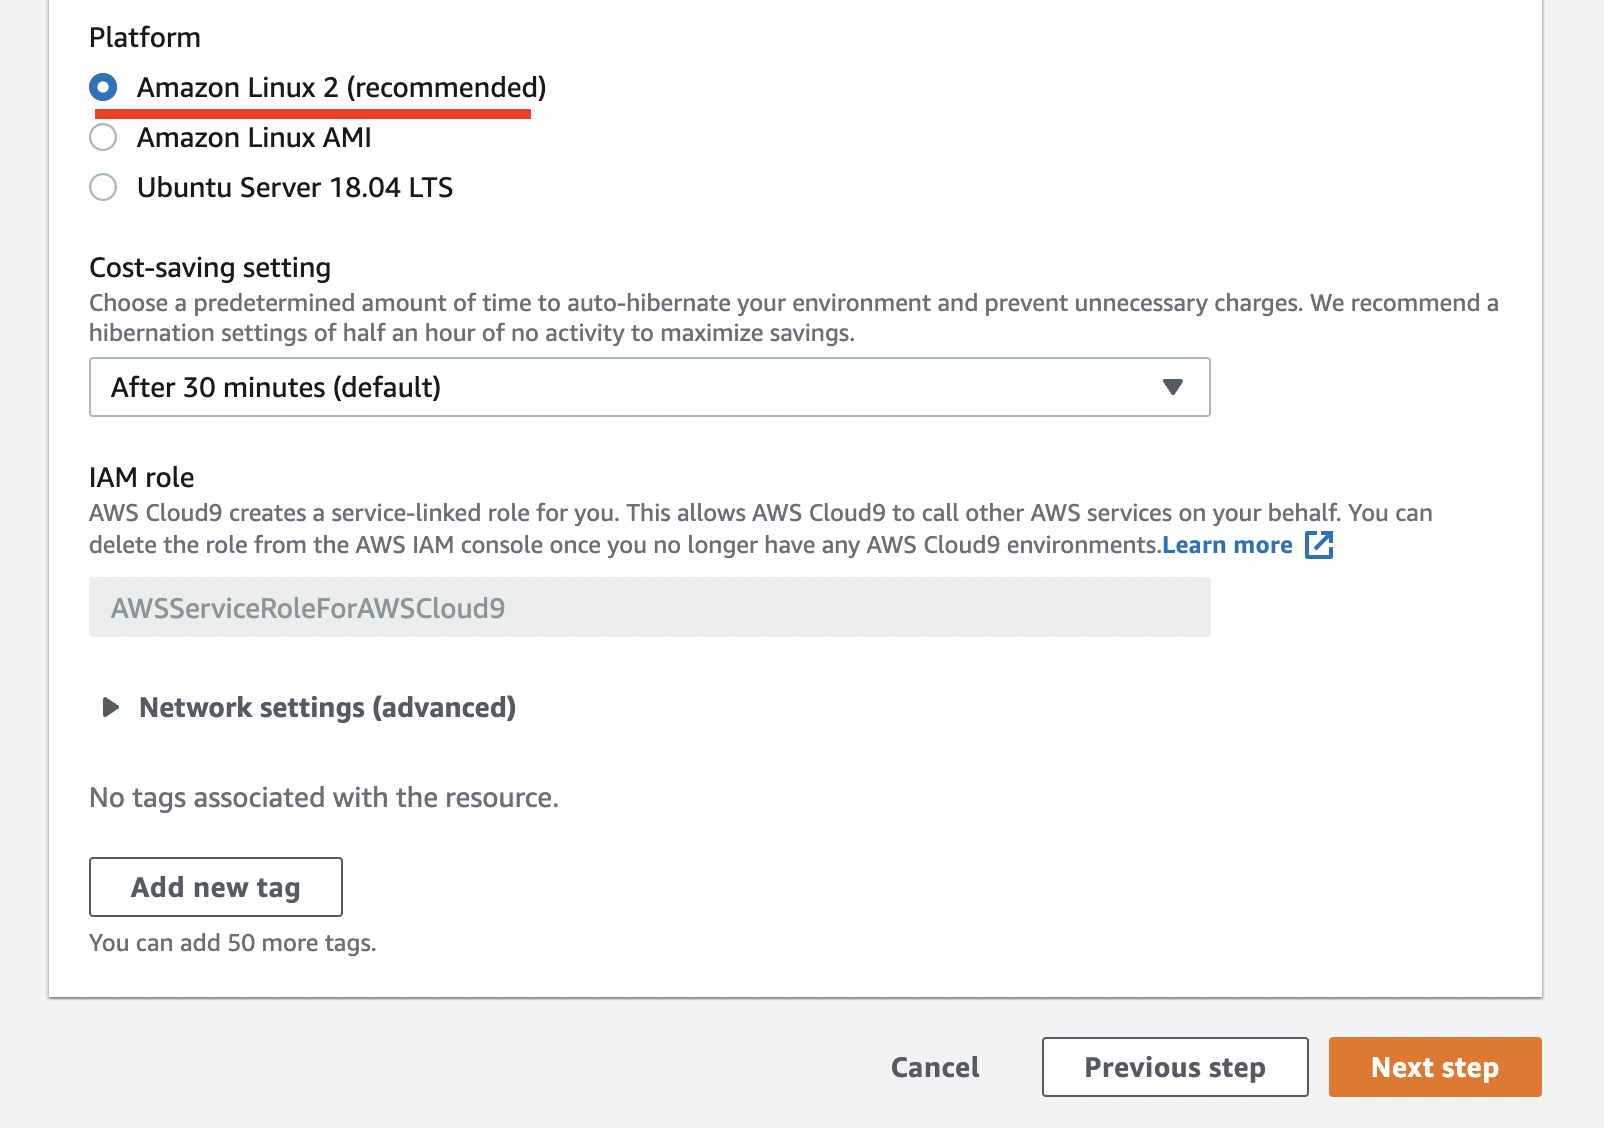 Platform
Amazon Linux 2 (recommended)
Amazon Linux AMI
Ubuntu Server 18.04 LTS
Cost-saving setting
Choose a predetermined amount of time to auto-hibernate your environment and prevent unnecessary charges. We recommend a
hibernation settings of half an hour of no activity to maximize savings.
After 30 minutes (default)
IAM role
AWS Cloud9 creates a service-linked role for you. This allows AWS Cloud9 to call other AWS services on your behalf. You can
delete the role from the AWS IAM console once you no longer have any AWS Cloud9 environments.Learn more
AWSServiceRoleForAWSCloud9
Network settings (advanced)
No tags associated with the resource.
Add new tag
You can add 50 more tags.
Cancel Previous step Next step